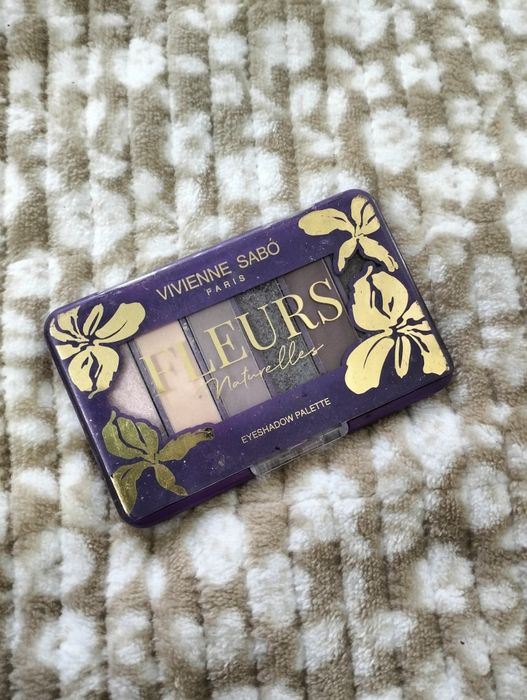 VIVIENNE SABÓ
PARIS
FLEURS
Naturelles
EYESHADOW PALETTE